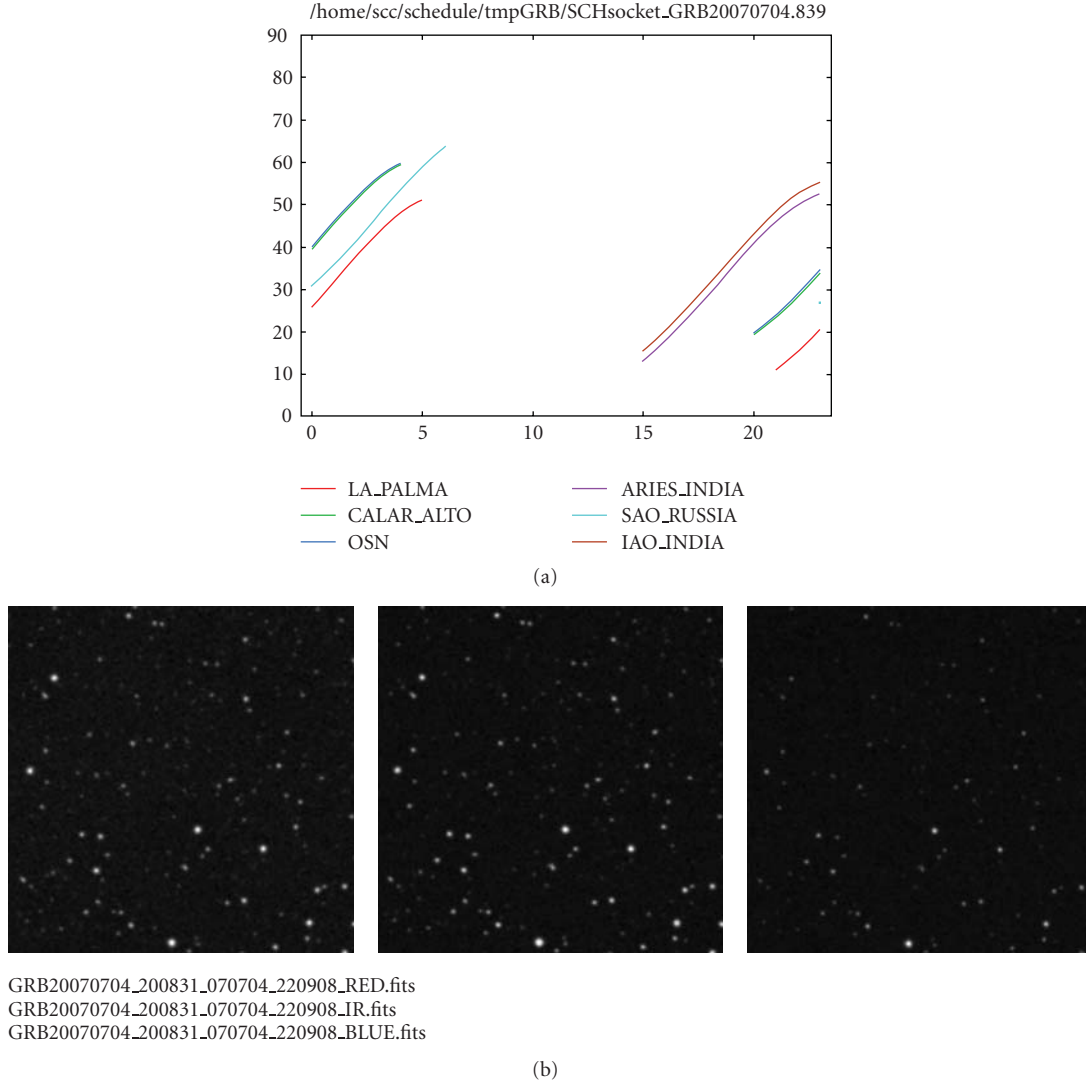 /home/scc/schedule/tmpGRB/SCHsocket_GRB20070704.839
90
80
70
60
50
40
30
20
10
0
0 5 10 15 20
LA_PALMA ARIES_INDIA
CALAR_ALTO SAO_RUSSIA
OSN IAO_INDIA
(a)
GRB20070704_200831_070704_220908_RED.fits
GRB20070704_200831_070704_220908_IR.fits
GRB20070704_200831_070704_220908_BLUE.fits
(b)